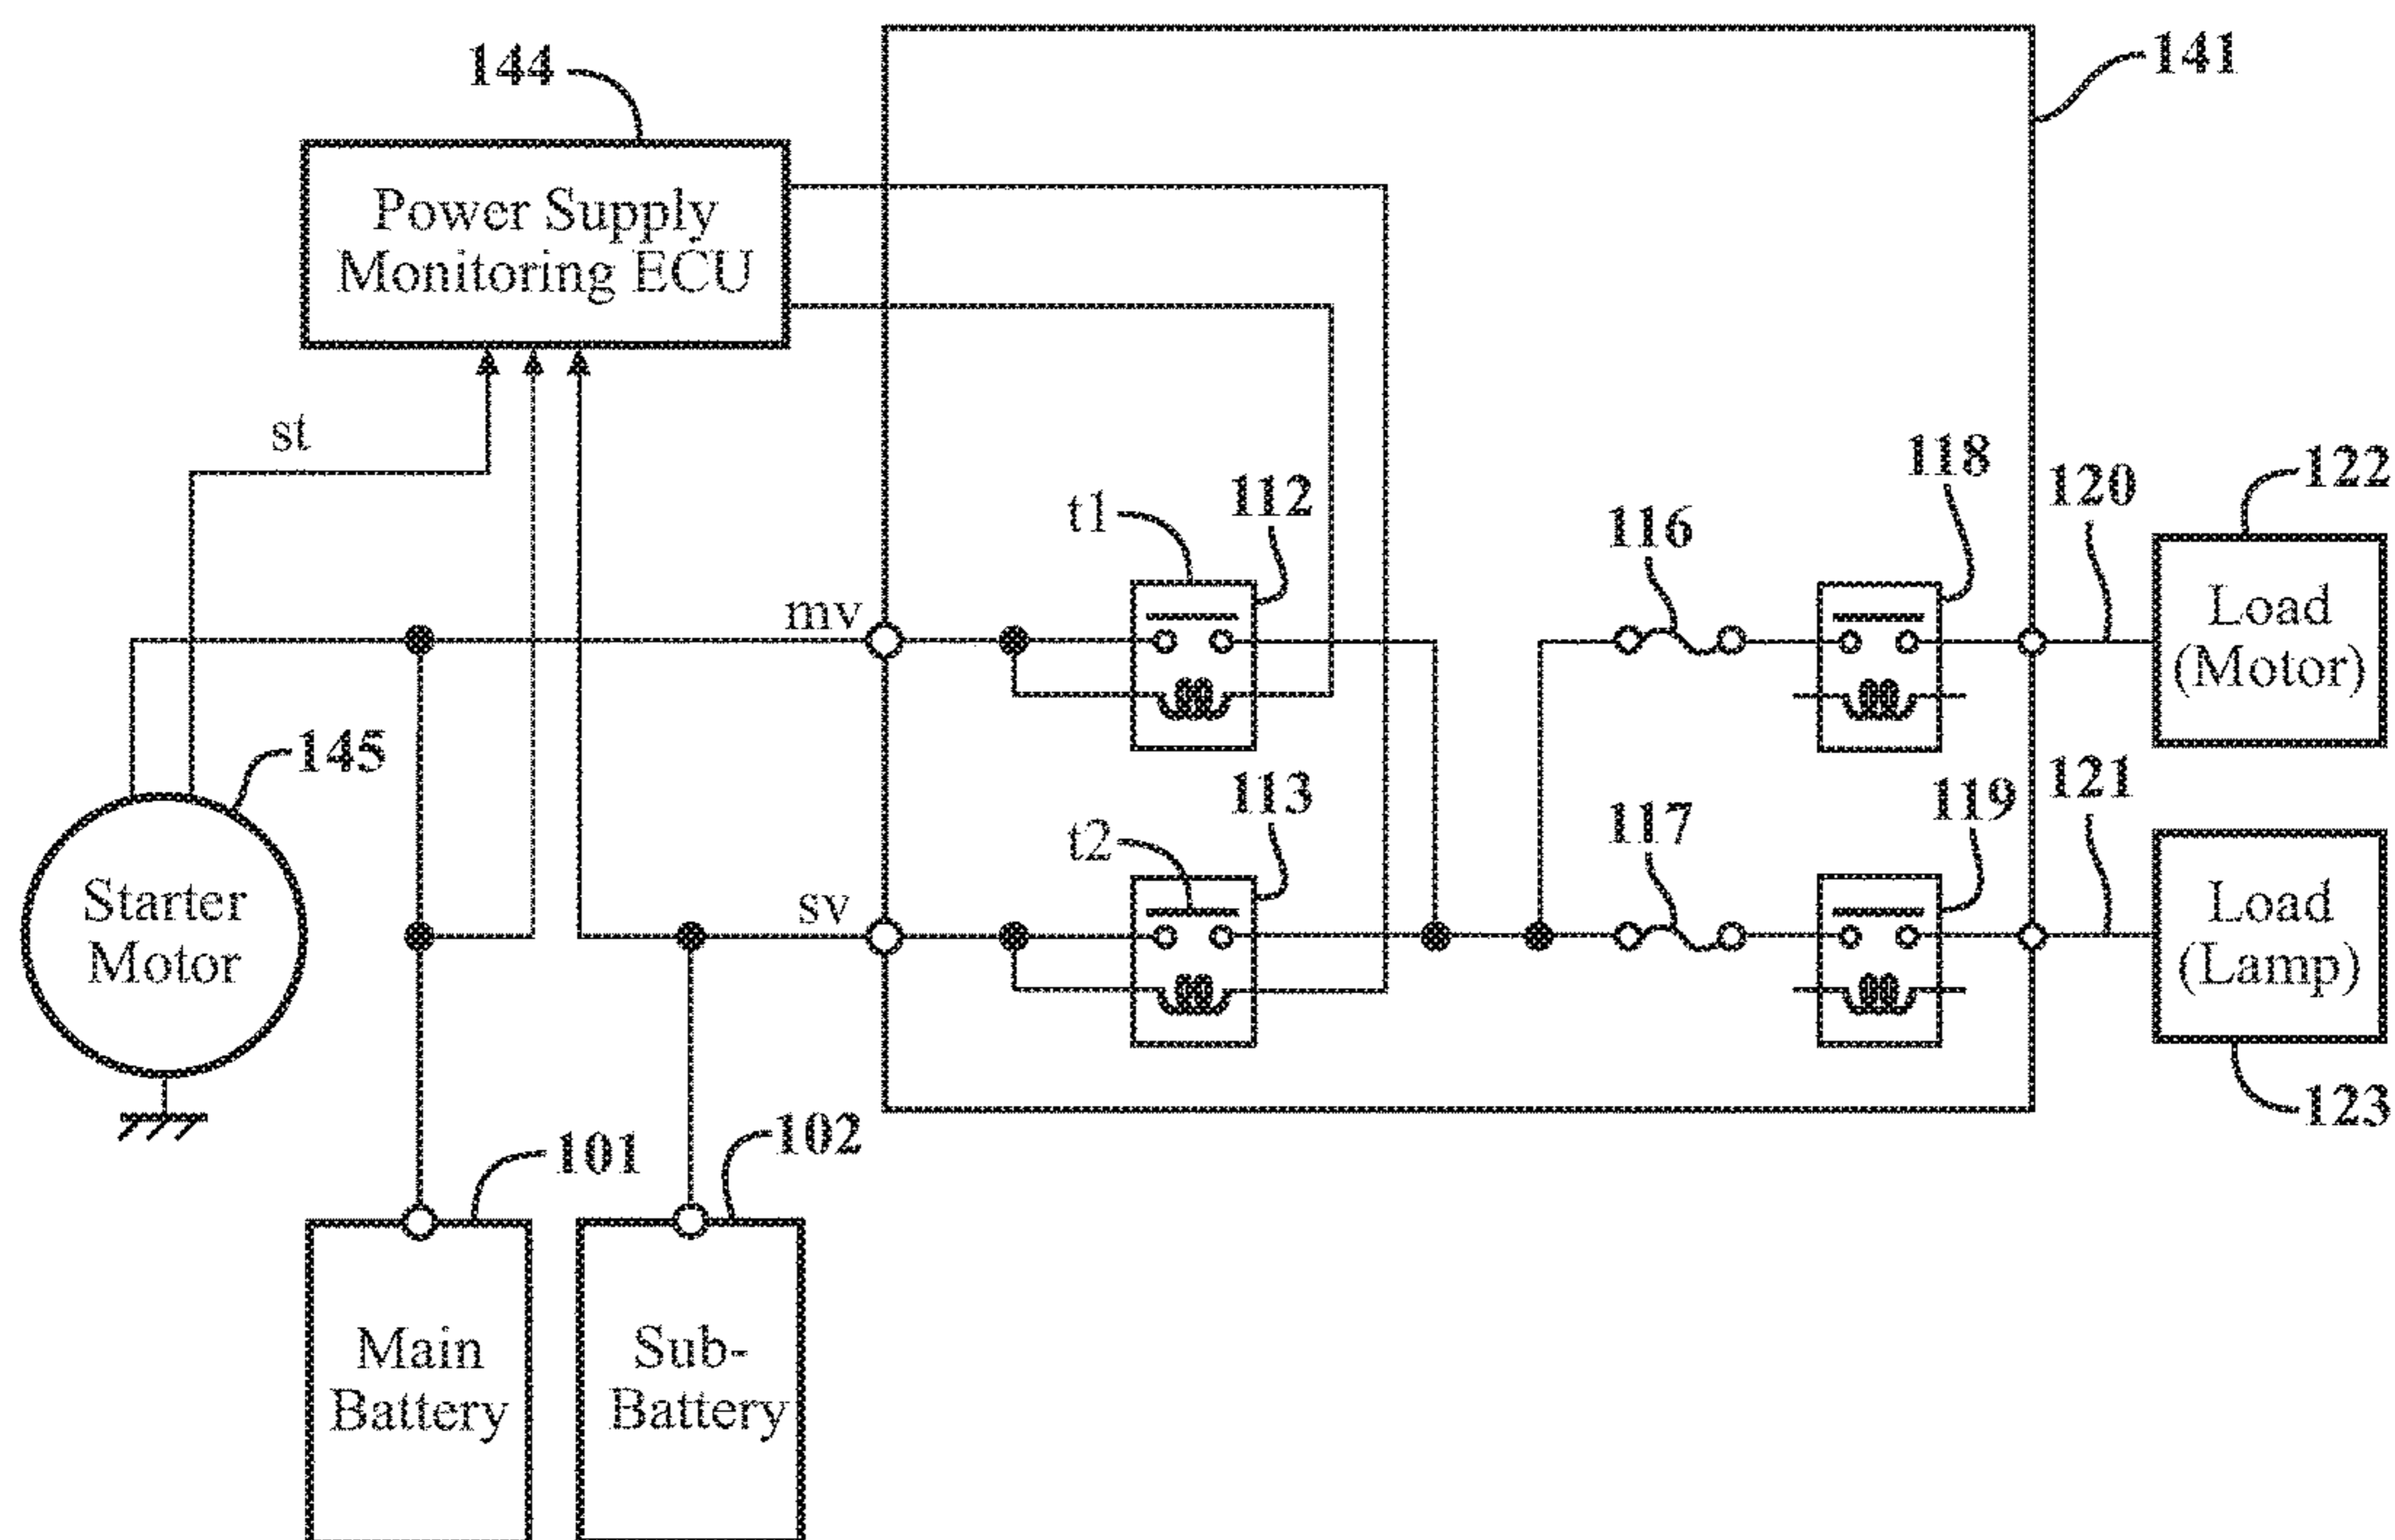 144
141
Power Supply
Monitoring ECU
st
118
122
t1
112
116
120
mv
Load
(Motor)
145
113
t2
117
119
121
sv
Starter
Motor
Load
(Lamp)
101
102
123
Main
Battery
Sub-
Battery